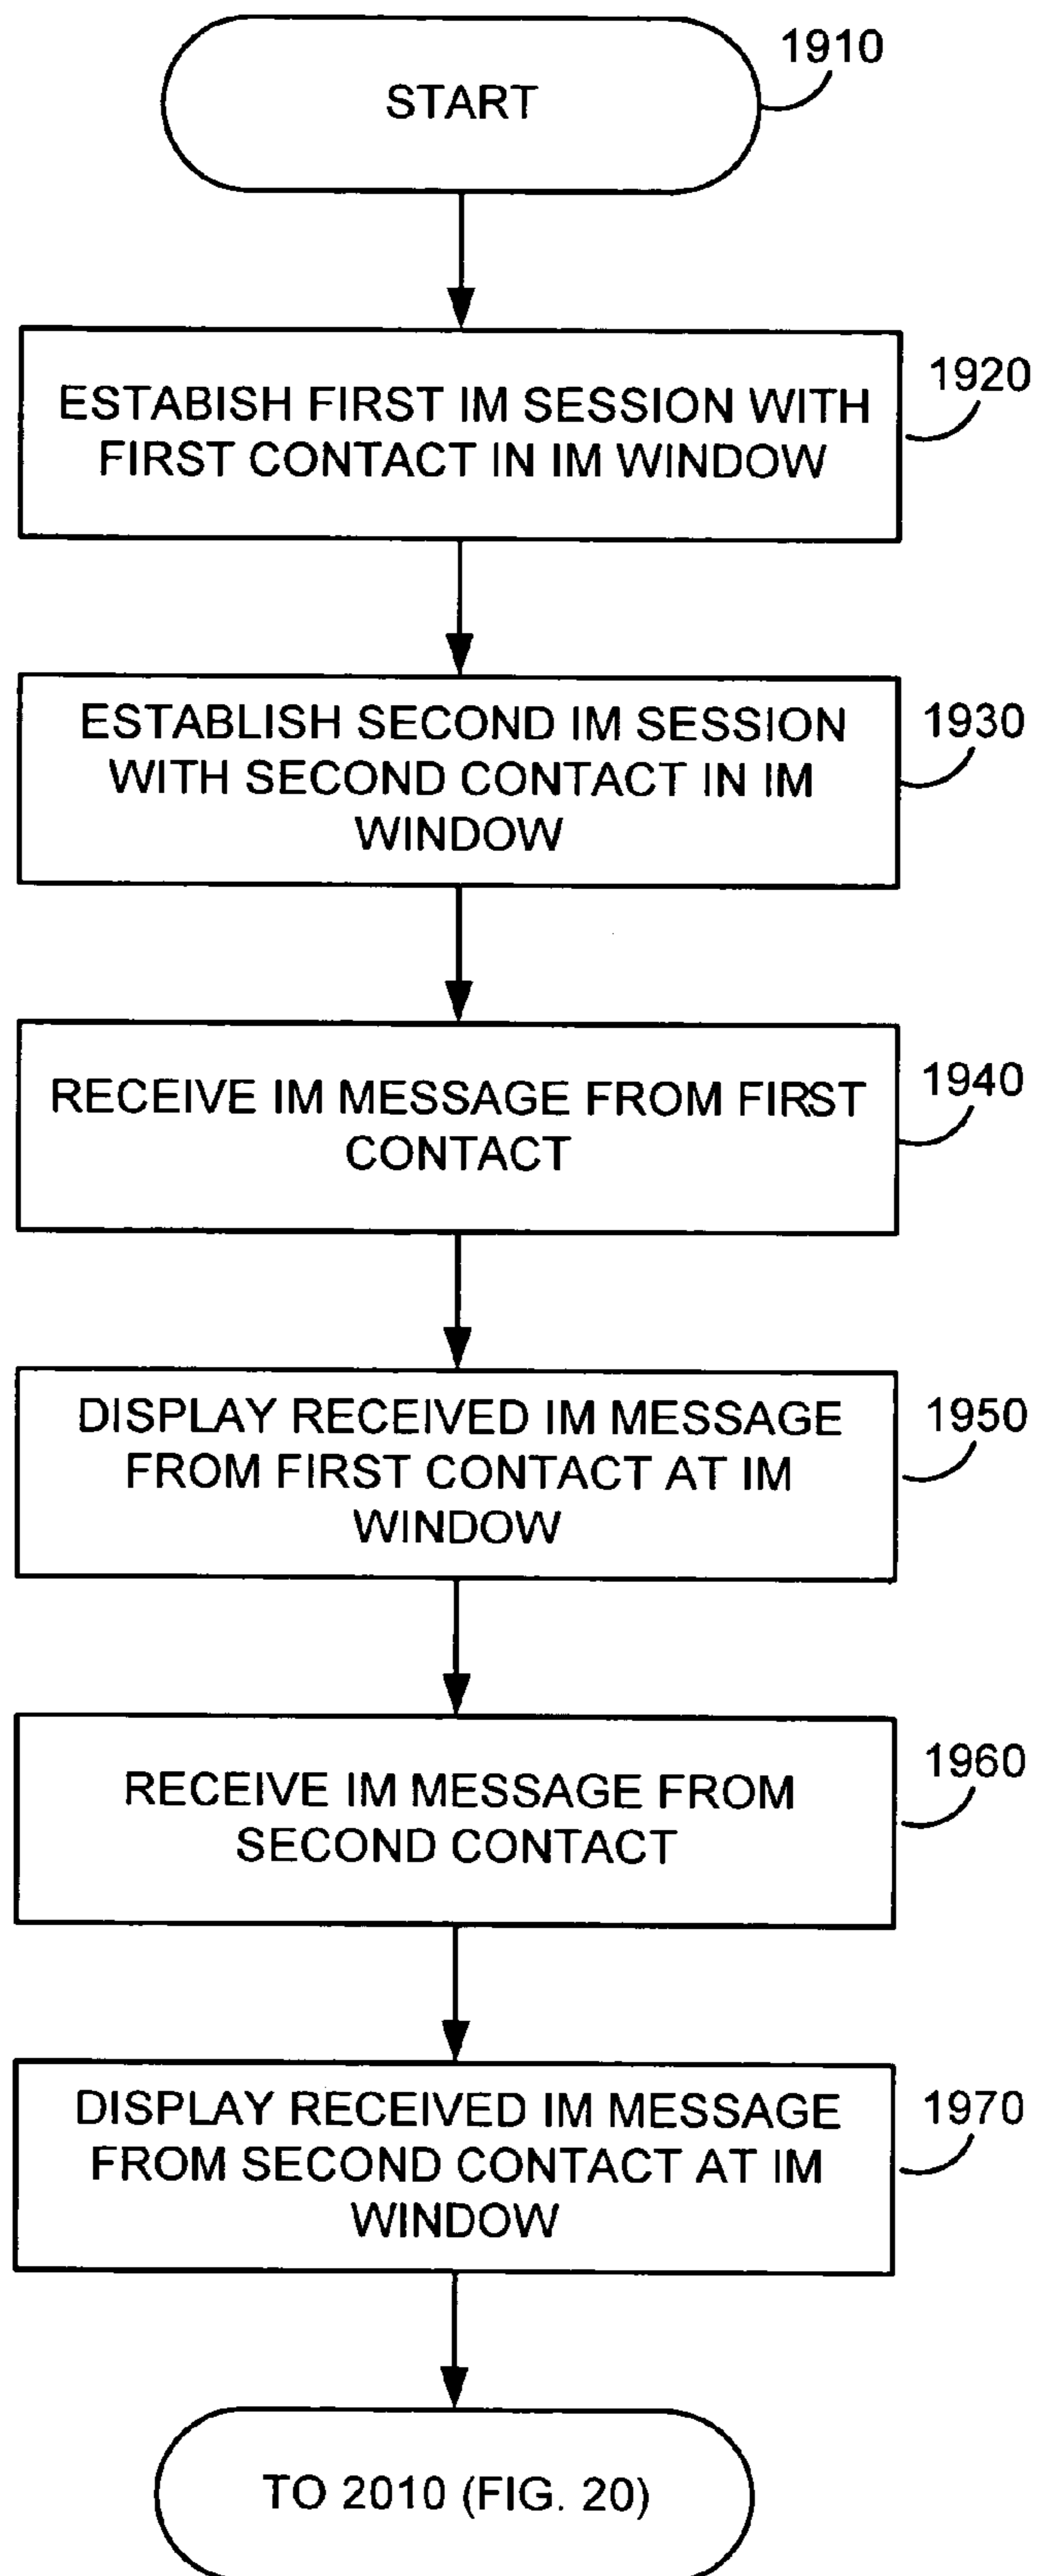 START
1910
ESTABISH FIRST IM SESSION WITH
FIRST CONTACT IN IM WINDOW
1920
ESTABLISH SECOND IM SESSION
WITH SECOND CONTACT IN IM
WINDOW
1930
RECEIVE IM MESSAGE FROM FIRST
CONTACT
1940
DISPLAY RECEIVED IM MESSAGE
FROM FIRST CONTACT AT IM
WINDOW
1950
RECEIVE IM MESSAGE FROM
SECOND CONTACT
1960
DISPLAY RECEIVED IM MESSAGE
FROM SECOND CONTACT AT IM
WINDOW
1970
TO 2010 (FIG. 20)